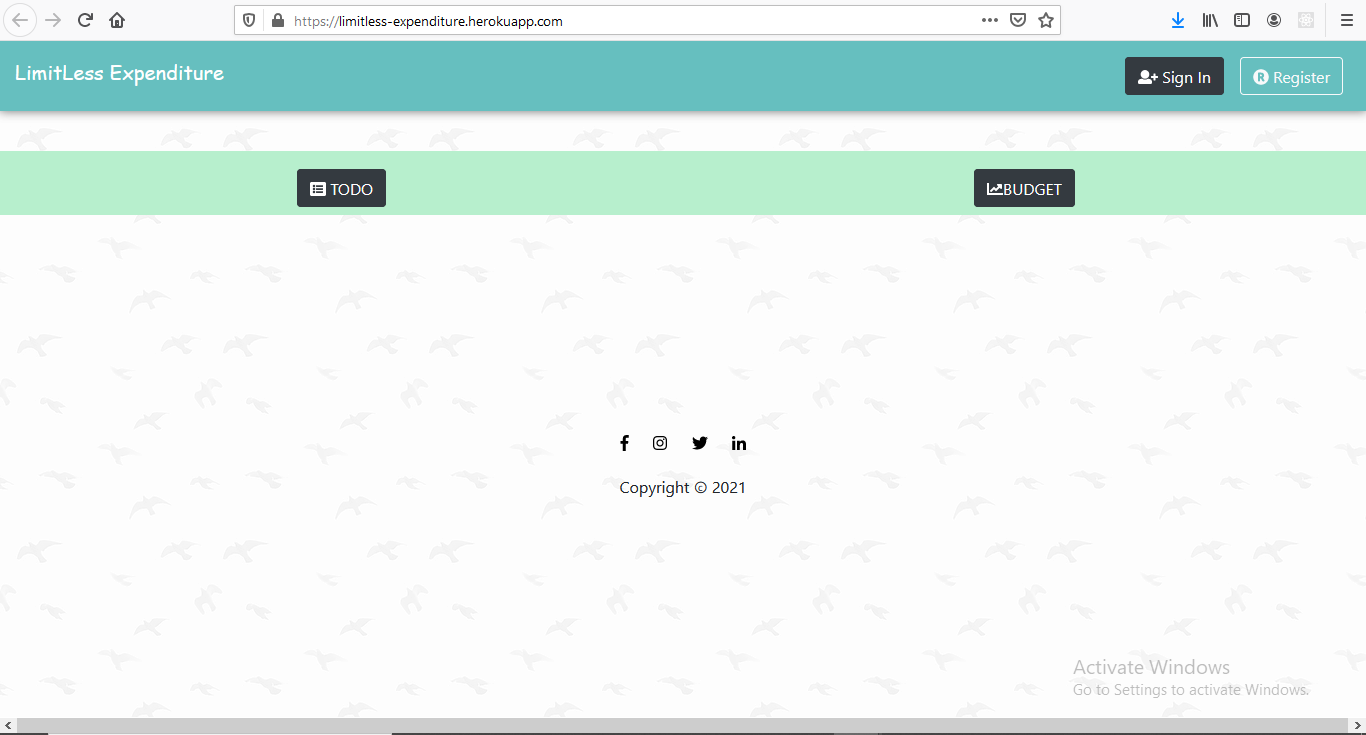 https://limitless-expenditure.herokuapp.com
LimitLess Expenditure
Sign In
Register
TODO
BUDGET
Copyright © 2021
Activate Windows
Go to Settings to activate Windows.